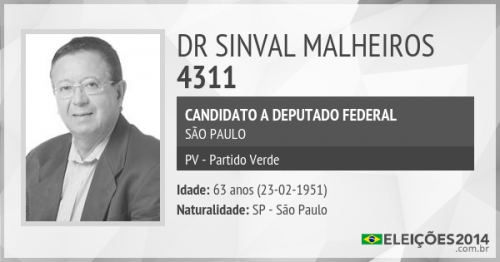 DR SINVAL MALHEIROS
4311
CANDIDATO A DEPUTADO FEDERAL
SÃO PAULO
PV - Partido Verde
Idade: 63 anos (23-02-1951)
Naturalidade: SP - São Paulo
ELEIÇÕES2014
.com.br